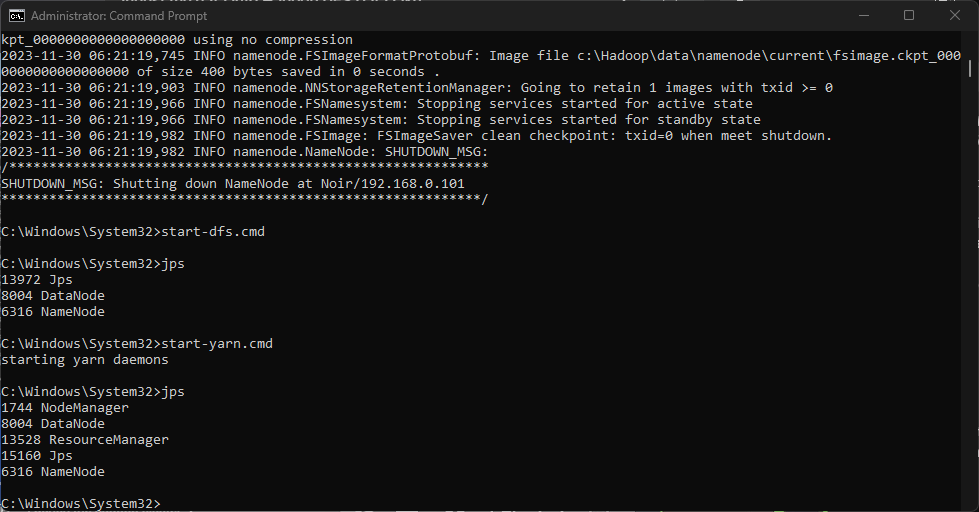 Administrator: Command Prompt
kpt_0000000000000000000 using no compression
2023-11-30 06:21:19,745 INFO namenode.FSImageFormatProtobuf: Image file c:\Hadoop\data\namenode\current\fsimage.ckpt_000
0000000000000000 of size 400 bytes saved in 0 seconds .
2023-11-30 06:21:19,903 INFO namenode.NNStorageRetentionManager: Going to retain 1 images with txid >= 0
2023-11-30 06:21:19,966 INFO namenode.FSNamesystem: Stopping services started for active state
2023-11-30 06:21:19,966 INFO namenode.FSNamesystem: Stopping services started for standby state
2023-11-30 06:21:19,982 INFO namenode.FSImage: FSImageSaver clean checkpoint: txid=0 when meet shutdown.
2023-11-30 06:21:19,982 INFO namenode.NameNode: SHUTDOWN_MSG:
/************************************************************
SHUTDOWN_MSG: Shutting down NameNode at Noir/192.168.0.101
************************************************************/
C:\Windows\System32>start-dfs.cmd
C:\Windows\System32>jps
13972 Jps
8004 DataNode
6316 NameNode
C:\Windows\System32>start-yarn.cmd
starting yarn daemons
C:\Windows\System32>jps
1744 NodeManager
8004 DataNode
13528 ResourceManager
15160 Jps
6316 NameNode
C:\Windows\System32>